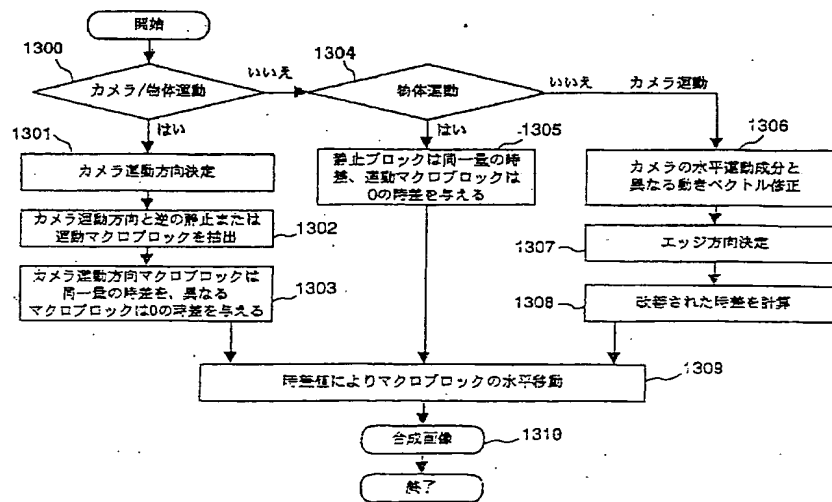 開始
1300
カメラ/物体運動
いいえ
はい
1304
物体運動
いいえ
カメラ運動
はい
1301
カメラ運動方向決定
カメラ運動方向と逆の静止または
運動マクロブロックを抽出
1302
カメラ運動方向マクロブロックは
同一量の時差を、異なる
マクロブロックは0の時差を与える
1303
1305
静止ブロックは同一量の時
差、運動マクロブロックは
0の時差を与える
1306
カメラの水平運動成分と
異なる動きベクトル修正
1307
エッジ方向決定
1308
改善された時差を計算
時差値によりマクロブロックの水平移動
1309
合成画像
1310
終了